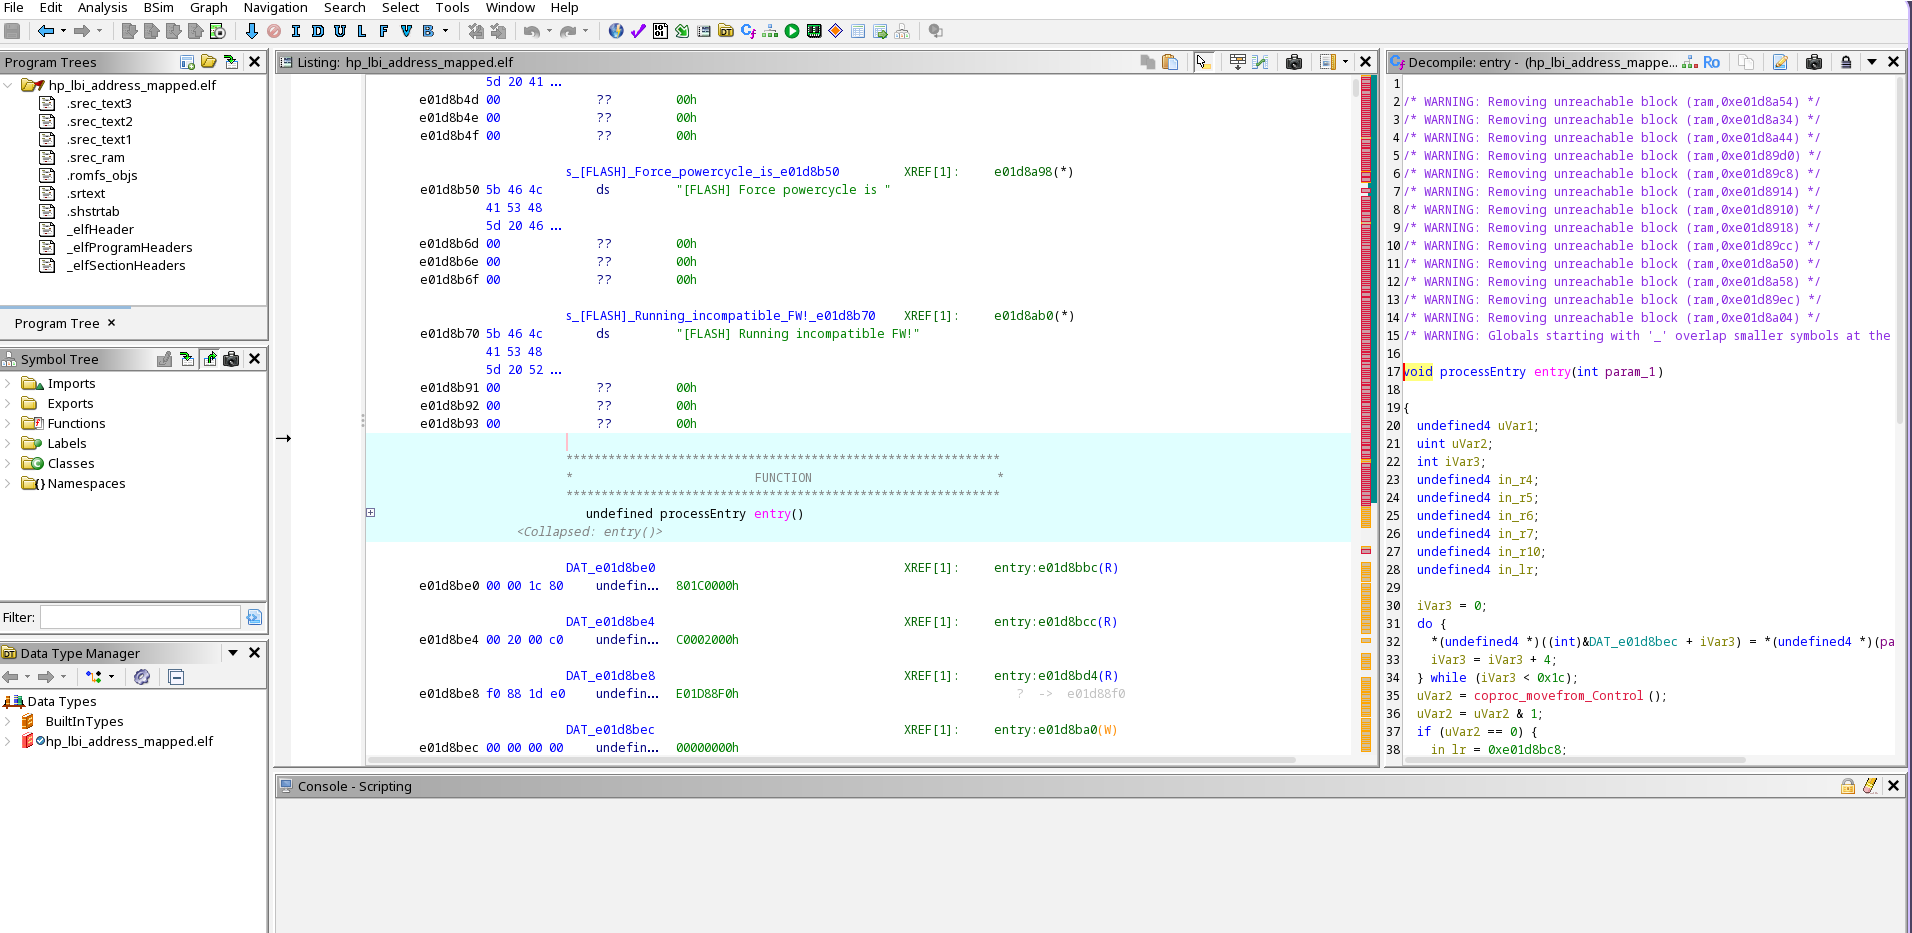 File Edit Analysis BSim Graph Navigation Search Select Tools Window Help
Program Trees
hp_lbi_address_mapped.elf
.srec_text3
.srec_text2
.srec_text1
.srec_ram
.romfs_objs
.srtext
.shstrtab
_elfHeader
_elfProgramHeaders
_elfSectionHeaders
Program Tree
Symbol Tree
Imports
Exports
Functions
Labels
Classes
Namespaces
Filter:
Data Type Manager
Data Types
BuiltInTypes
hp_lbi_address_mapped.elf
Listing: hp_lbi_address_mapped.elf
5d 20 41 ...
e01d8b4d 00 ?? 00h
e01d8b4e 00 ?? 00h
e01d8b4f 00 ?? 00h
s_[FLASH]_Force_powercycle_is_e01d8b50 XREF[1]: e01d8a98(*)
e01d8b50 5b 46 4c ds "[FLASH] Force powercycle is "
41 53 48
5d 20 46 ...
e01d8b6d 00 ?? 00h
e01d8b6e 00 ?? 00h
e01d8b6f 00 ?? 00h
s_[FLASH]_Running_incompatible_FW!_e01d8b70 XREF[1]: e01d8ab0(*)
e01d8b70 5b 46 4c ds "[FLASH] Running incompatible FW!"
41 53 48
5d 20 52 ...
e01d8b91 00 ?? 00h
e01d8b92 00 ?? 00h
e01d8b93 00 ?? 00h
**************************************************************
* FUNCTION *
**************************************************************
undefined processEntry entry()
<Collapsed: entry()>
DAT_e01d8be0 XREF[1]: entry:e01d8bbc(R)
e01d8be0 00 00 1c 80 undefin... 801C0000h
DAT_e01d8be4 XREF[1]: entry:e01d8bcc(R)
e01d8be4 00 20 00 c0 undefin... C0002000h
DAT_e01d8be8 XREF[1]: entry:e01d8bd4(R)
e01d8be8 f0 88 1d e0 undefin... E01D88F0h ? -> e01d88f0
DAT_e01d8bec XREF[1]: entry:e01d8ba0(W)
e01d8bec 00 00 00 00 undefin... 00000000h
Decompile: entry - (hp_lbi_address_mappe...
1
2 /* WARNING: Removing unreachable block (ram,0xe01d8a54) */
3 /* WARNING: Removing unreachable block (ram,0xe01d8a34) */
4 /* WARNING: Removing unreachable block (ram,0xe01d8a44) */
5 /* WARNING: Removing unreachable block (ram,0xe01d89d0) */
6 /* WARNING: Removing unreachable block (ram,0xe01d89c8) */
7 /* WARNING: Removing unreachable block (ram,0xe01d8914) */
8 /* WARNING: Removing unreachable block (ram,0xe01d8910) */
9 /* WARNING: Removing unreachable block (ram,0xe01d8918) */
10 /* WARNING: Removing unreachable block (ram,0xe01d89cc) */
11 /* WARNING: Removing unreachable block (ram,0xe01d8a50) */
12 /* WARNING: Removing unreachable block (ram,0xe01d8a58) */
13 /* WARNING: Removing unreachable block (ram,0xe01d89ec) */
14 /* WARNING: Removing unreachable block (ram,0xe01d8a04) */
15 /* WARNING: Globals starting with '_' overlap smaller symbols at the
16
17 void processEntry entry(int param_1)
18
19 {
20 undefined4 uVar1;
21 uint uVar2;
22 int iVar3;
23 undefined4 in_r4;
24 undefined4 in_r5;
25 undefined4 in_r6;
26 undefined4 in_r7;
27 undefined4 in_r10;
28 undefined4 in_lr;
29
30 iVar3 = 0;
31 do {
32 *(undefined4 *)((int)&DAT_e01d8bec + iVar3) = *(undefined4 *)(pa
33 iVar3 = iVar3 + 4;
34 } while (iVar3 < 0x1c);
35 uVar2 = coproc_movefrom_Control();
36 uVar2 = uVar2 & 1;
37 if (uVar2 == 0) {
38 in_lr = 0xe01d8bc8;
Console - Scripting